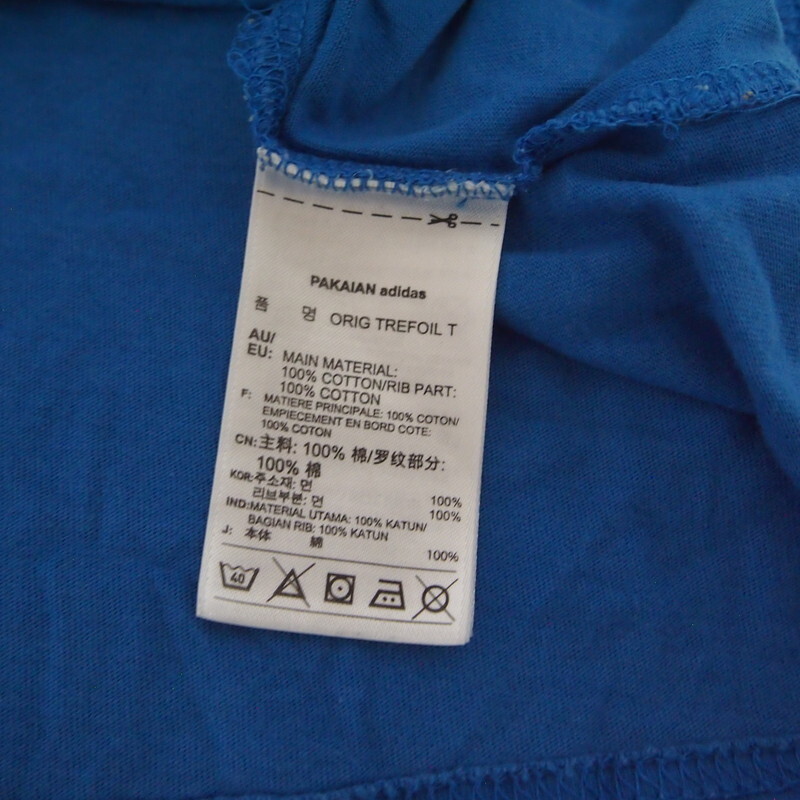 PAKAIAN adidas
품 명 ORIG TREFOIL T
AU/
EU: MAIN MATERIAL:
100% COTTON/RIB PART:
100% COTTON
F: MATIERE PRINCIPALE: 100% COTON/
EMPIECEMENT EN BORD COTE:
100% COTON
CN: 主料: 100% 棉/罗纹部分:
100% 棉
KOR: 주소재: 면 100%
리브부분: 면 100%
IND: MATERIAL UTAMA: 100% KATUN/
BAGIAN RIB: 100% KATUN
J: 本体 綿 100%
40